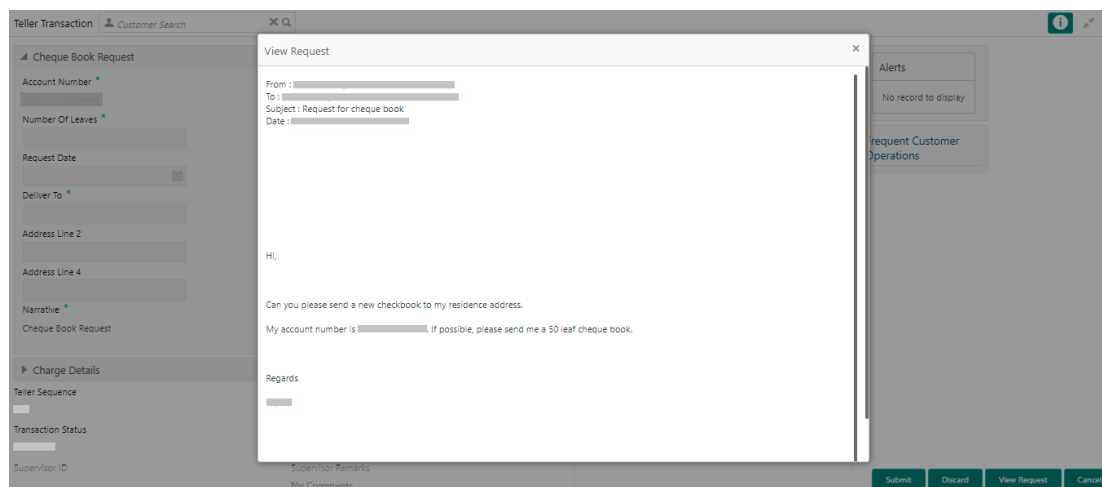 Teller Transaction
Customer Search
Cheque Book Request
Account Number *
Number Of Leaves *
Request Date
Deliver To *
Address Line 2
Address Line 4
Narrative *
Cheque Book Request
Charge Details
Teller Sequence
Transaction Status
Supervisor ID
View Request
From :
To :
Subject : Request for cheque book
Date :
Hi,
Can you please send a new checkbook to my residence address.
My account number is . If possible, please send me a 50 leaf cheque book.
Regards
Supervisor Remarks
No Comments
Alerts
No record to display
Customer
Submit Discard View Request Cancel